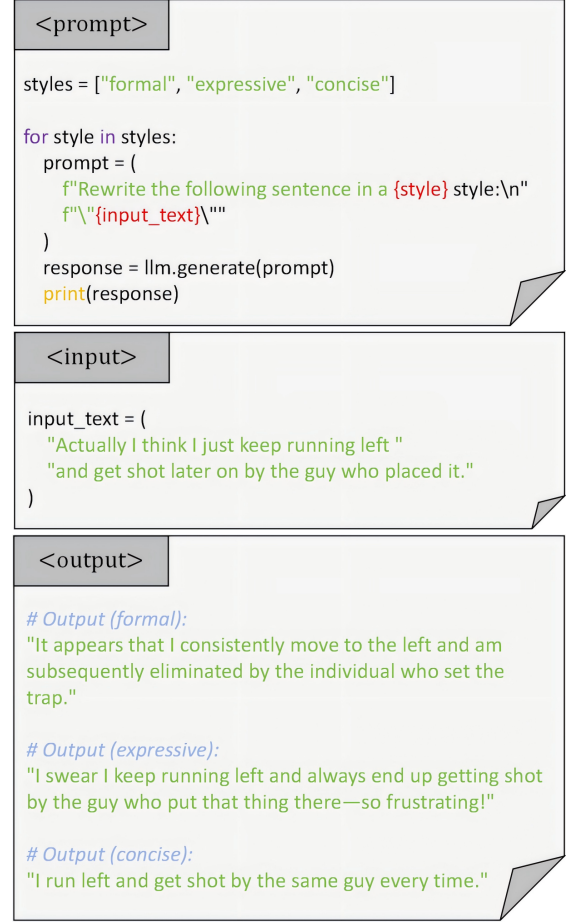 <prompt>
styles = ["formal", "expressive", "concise"]
for style in styles:
prompt = (
f"Rewrite the following sentence in a {style} style:\n"
f"\"{input_text}\""
)
response = llm.generate(prompt)
print(response)
<input>
input_text = (
"Actually I think I just keep running left "
"and get shot later on by the guy who placed it."
)
<output>
# Output (formal):
"It appears that I consistently move to the left and am
subsequently eliminated by the individual who set the
trap."
# Output (expressive):
"I swear I keep running left and always end up getting shot
by the guy who put that thing there—so frustrating!"
# Output (concise):
"I run left and get shot by the same guy every time."